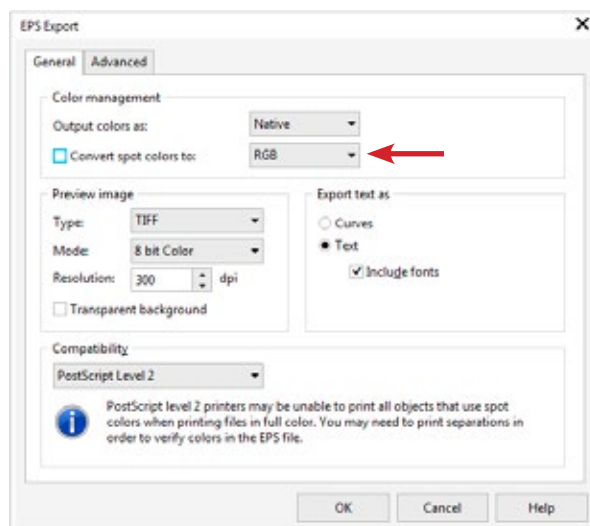 EPS Export
General Advanced
Color management
Output colors as: Native
Convert spot colors to: RGB
Preview image
Type: TIFF
Mode: 8 bit Color
Resolution: 300 dpi
Transparent background
Export text as
Curves
Text
Include fonts
Compatibility
PostScript Level 2
PostScript level 2 printers may be unable to print all objects that use spot
colors when printing files in full color. You may need to print separations in
order to verify colors in the EPS file.
OK Cancel Help